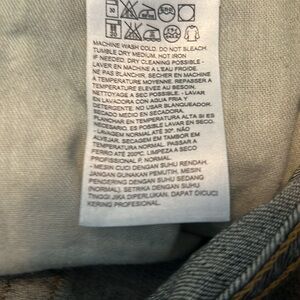 MACHINE WASH COLD. DO NOT BLEACH.
TUMBLE DRY MEDIUM. HOT IRON
IF NEEDED. DRY CLEANING POSSIBLE -
LAVER EN MACHINE A L'EAU FROIDE.
NE PAS BLANCHIR. SECHER EN MACHINE
A TEMPERATURE MOYENNE. REPASSER A
TEMPERATURE ELEVEE AU BESOIN,
NETTOYAGE A SEC POSSIBLE. - LAVAR
EN LAVADORA CON AGUA FRIA Y
DETERGENTE. NO USAR BLANQUEADOR.
SECADO MEDIO EN SECADORA.
PLANCHAR EN TEMPERATURA ALTA SI ES
NECESARIO. ES POSIBLE LAVAR EN SECO.
- LAVAGEM NORMAL ATÉ 30º. NÃO
ALVEJAR. SECAGEM EM TAMBOR EM
TEMPERATURA NORMAL. PASSAR A
FERRO ATÉ 200ºC. LIMPEZA A SECO
PROFISSIONAL P, NORMAL.
- MESIN CUCI DENGAN SUHU RENDAH.
JANGAN GUNAKAN PEMUTIH, MESIN
PENGERING DENGAN SUHU SEDANG
(NORMAL). SETRIKA DENGAN SUHU
TINGGI JIKA DIPERLUKAN. DAPAT DICUCI
KERING PROFESIONAL.